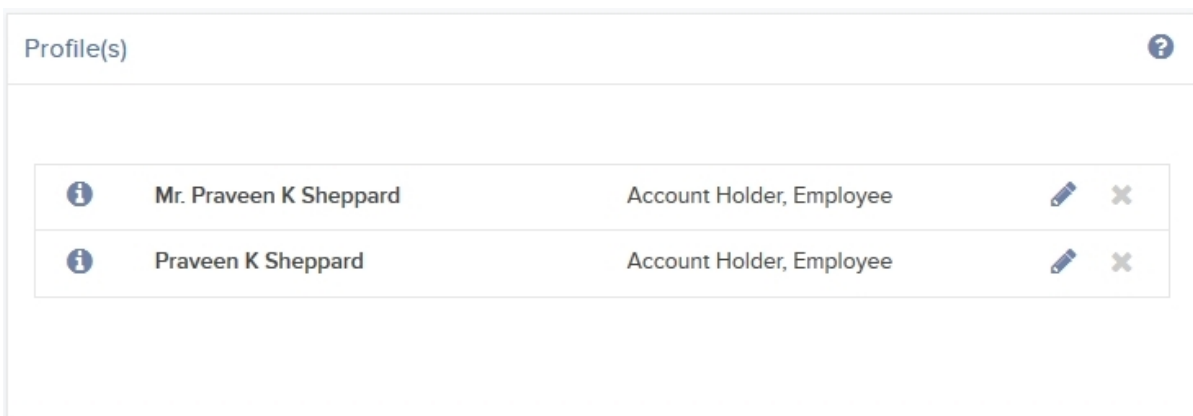 Profile(s)
Mr. Praveen K Sheppard Account Holder, Employee
Praveen K Sheppard Account Holder, Employee